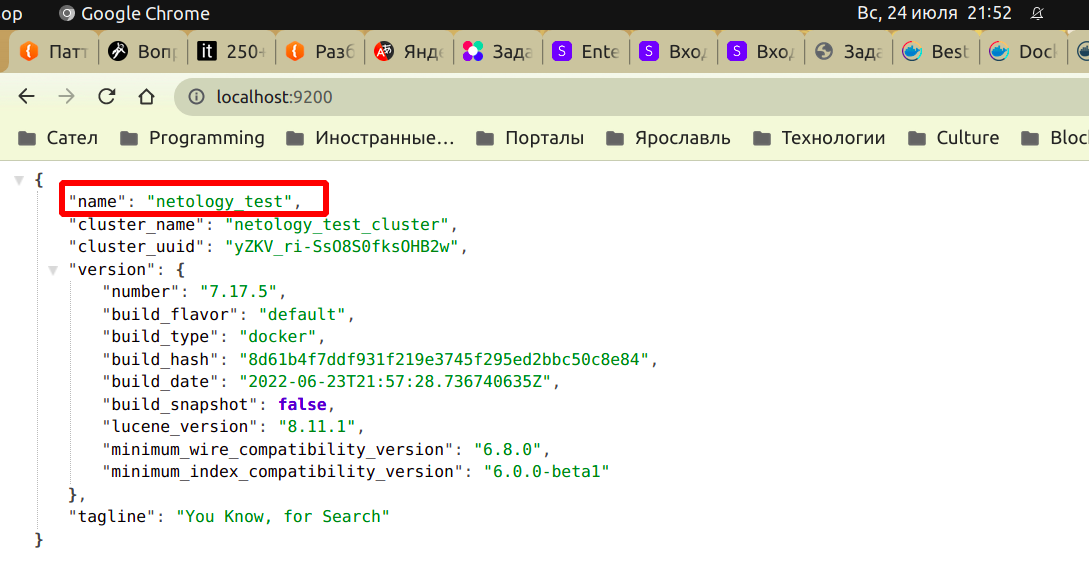 op Google Chrome Вс, 24 июля 21:52
Патт Вопр 250+ Разб Янде Зада Ente Вход Вход Зада Best Doc
localhost:9200
Сател Programming Иностранные... Порталы Ярославль Технологии Culture Bloc
{
"name": "netology_test",
"cluster_name": "netology_test_cluster",
"cluster_uuid": "yZKV_ri-SsO8S0fksOHB2w",
"version": {
"number": "7.17.5",
"build_flavor": "default",
"build_type": "docker",
"build_hash": "8d61b4f7ddf931f219e3745f295ed2bbc50c8e84",
"build_date": "2022-06-23T21:57:28.736740635Z",
"build_snapshot": false,
"lucene_version": "8.11.1",
"minimum_wire_compatibility_version": "6.8.0",
"minimum_index_compatibility_version": "6.0.0-beta1"
},
"tagline": "You Know, for Search"
}